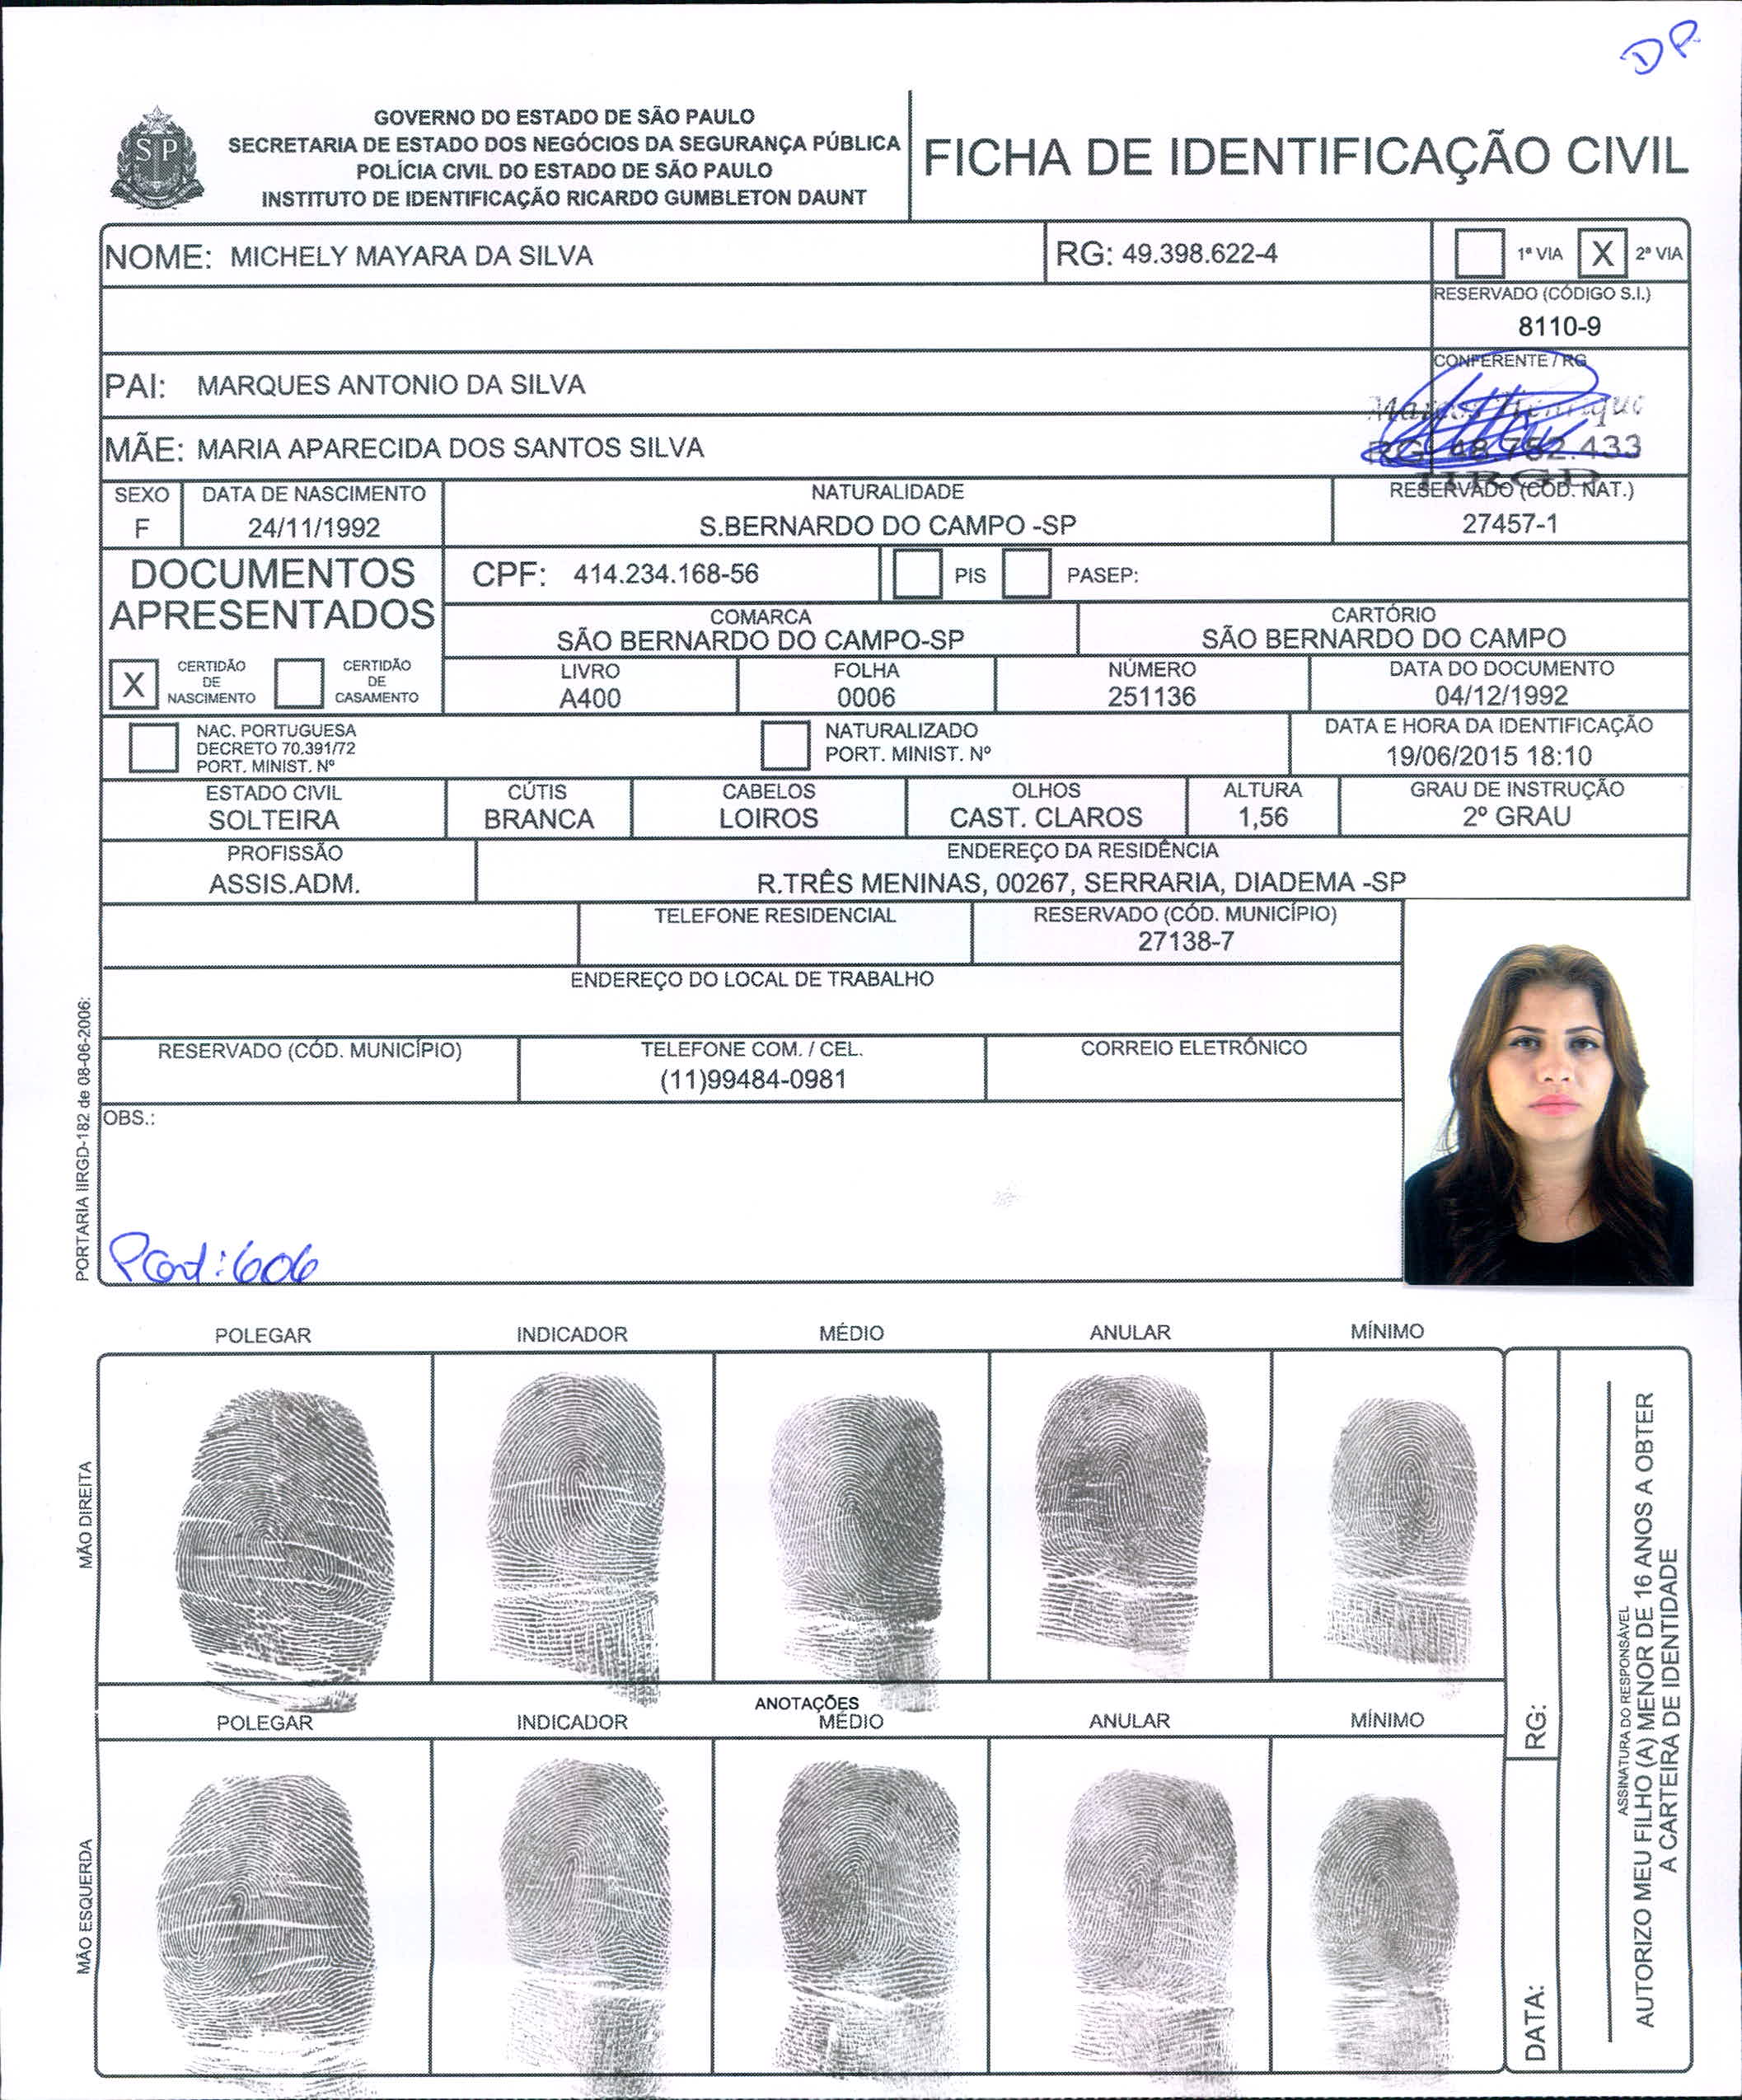 DP
GOVERNO DO ESTADO DE SÃO PAULO
SECRETARIA DE ESTADO DOS NEGÓCIOS DA SEGURANÇA PÚBLICA
POLÍCIA CIVIL DO ESTADO DE SÃO PAULO
INSTITUTO DE IDENTIFICAÇÃO RICARDO GUMBLETON DAUNT
SP
FICHA DE IDENTIFICAÇÃO CIVIL
NOME: MICHELY MAYARA DA SILVA
RG: 49.398.622-4
1ª VIA X 2ª VIA
RESERVADO (CÓDIGO S.I.)
8110-9
PAI: MARQUES ANTONIO DA SILVA
CONFERENTE / RG
MÃE: MARIA APARECIDA DOS SANTOS SILVA
RG: 48.752.433
IIRGD
SEXO
F
DATA DE NASCIMENTO
24/11/1992
NATURALIDADE
S.BERNARDO DO CAMPO -SP
RESERVADO (CÓD. NAT.)
27457-1
DOCUMENTOS
APRESENTADOS
CPF: 414.234.168-56
PIS PASEP:
COMARCA
SÃO BERNARDO DO CAMPO-SP
CARTÓRIO
SÃO BERNARDO DO CAMPO
X CERTIDÃO
DE
NASCIMENTO
CERTIDÃO
DE
CASAMENTO
LIVRO
A400
FOLHA
0006
NÚMERO
251136
DATA DO DOCUMENTO
04/12/1992
NAC. PORTUGUESA
DECRETO 70.391/72
PORT. MINIST. Nº
NATURALIZADO
PORT. MINIST. Nº
DATA E HORA DA IDENTIFICAÇÃO
19/06/2015 18:10
ESTADO CIVIL
SOLTEIRA
CÚTIS
BRANCA
CABELOS
LOIROS
OLHOS
CAST. CLAROS
ALTURA
1,56
GRAU DE INSTRUÇÃO
2º GRAU
PROFISSÃO
ASSIS.ADM.
ENDEREÇO DA RESIDÊNCIA
R.TRÊS MENINAS, 00267, SERRARIA, DIADEMA -SP
TELEFONE RESIDENCIAL
RESERVADO (CÓD. MUNICÍPIO)
27138-7
ENDEREÇO DO LOCAL DE TRABALHO
RESERVADO (CÓD. MUNICÍPIO)
TELEFONE COM. / CEL.
(11)99484-0981
CORREIO ELETRÔNICO
OBS.:
PORTARIA IIRGD-182 de 08-06-2006:
POLEGAR INDICADOR MÉDIO ANULAR MÍNIMO
MÃO DIREITA
ANOTAÇÕES
POLEGAR INDICADOR MÉDIO ANULAR MÍNIMO
MÃO ESQUERDA
RG:
DATA:
ASSINATURA DO RESPONSÁVEL
AUTORIZO MEU FILHO (A) MENOR DE 16 ANOS A OBTER
A CARTEIRA DE IDENTIDADE